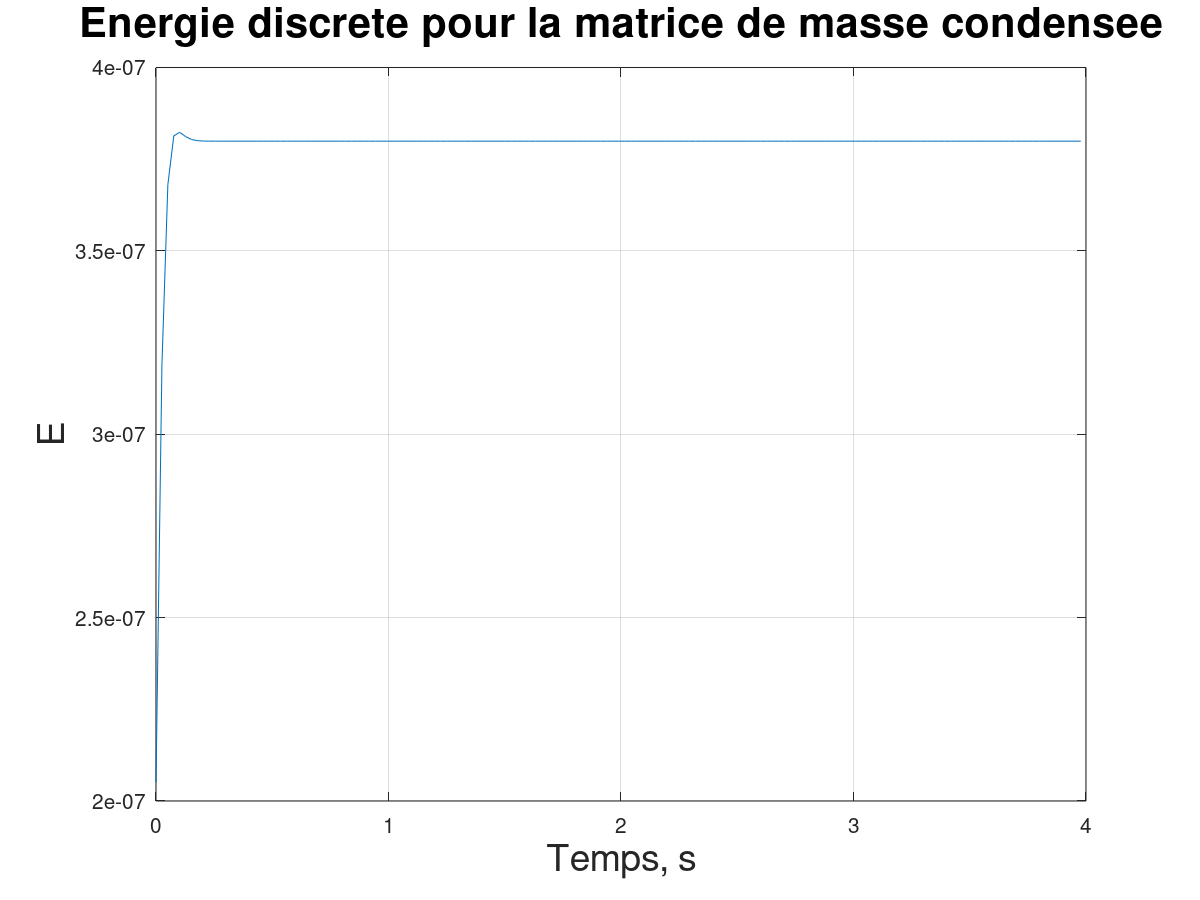 Energie discrete pour la matrice de masse condensee
4e-07
3.5e-07
3e-07
2.5e-07
2e-07
E
0 1 2 3 4
Temps, s